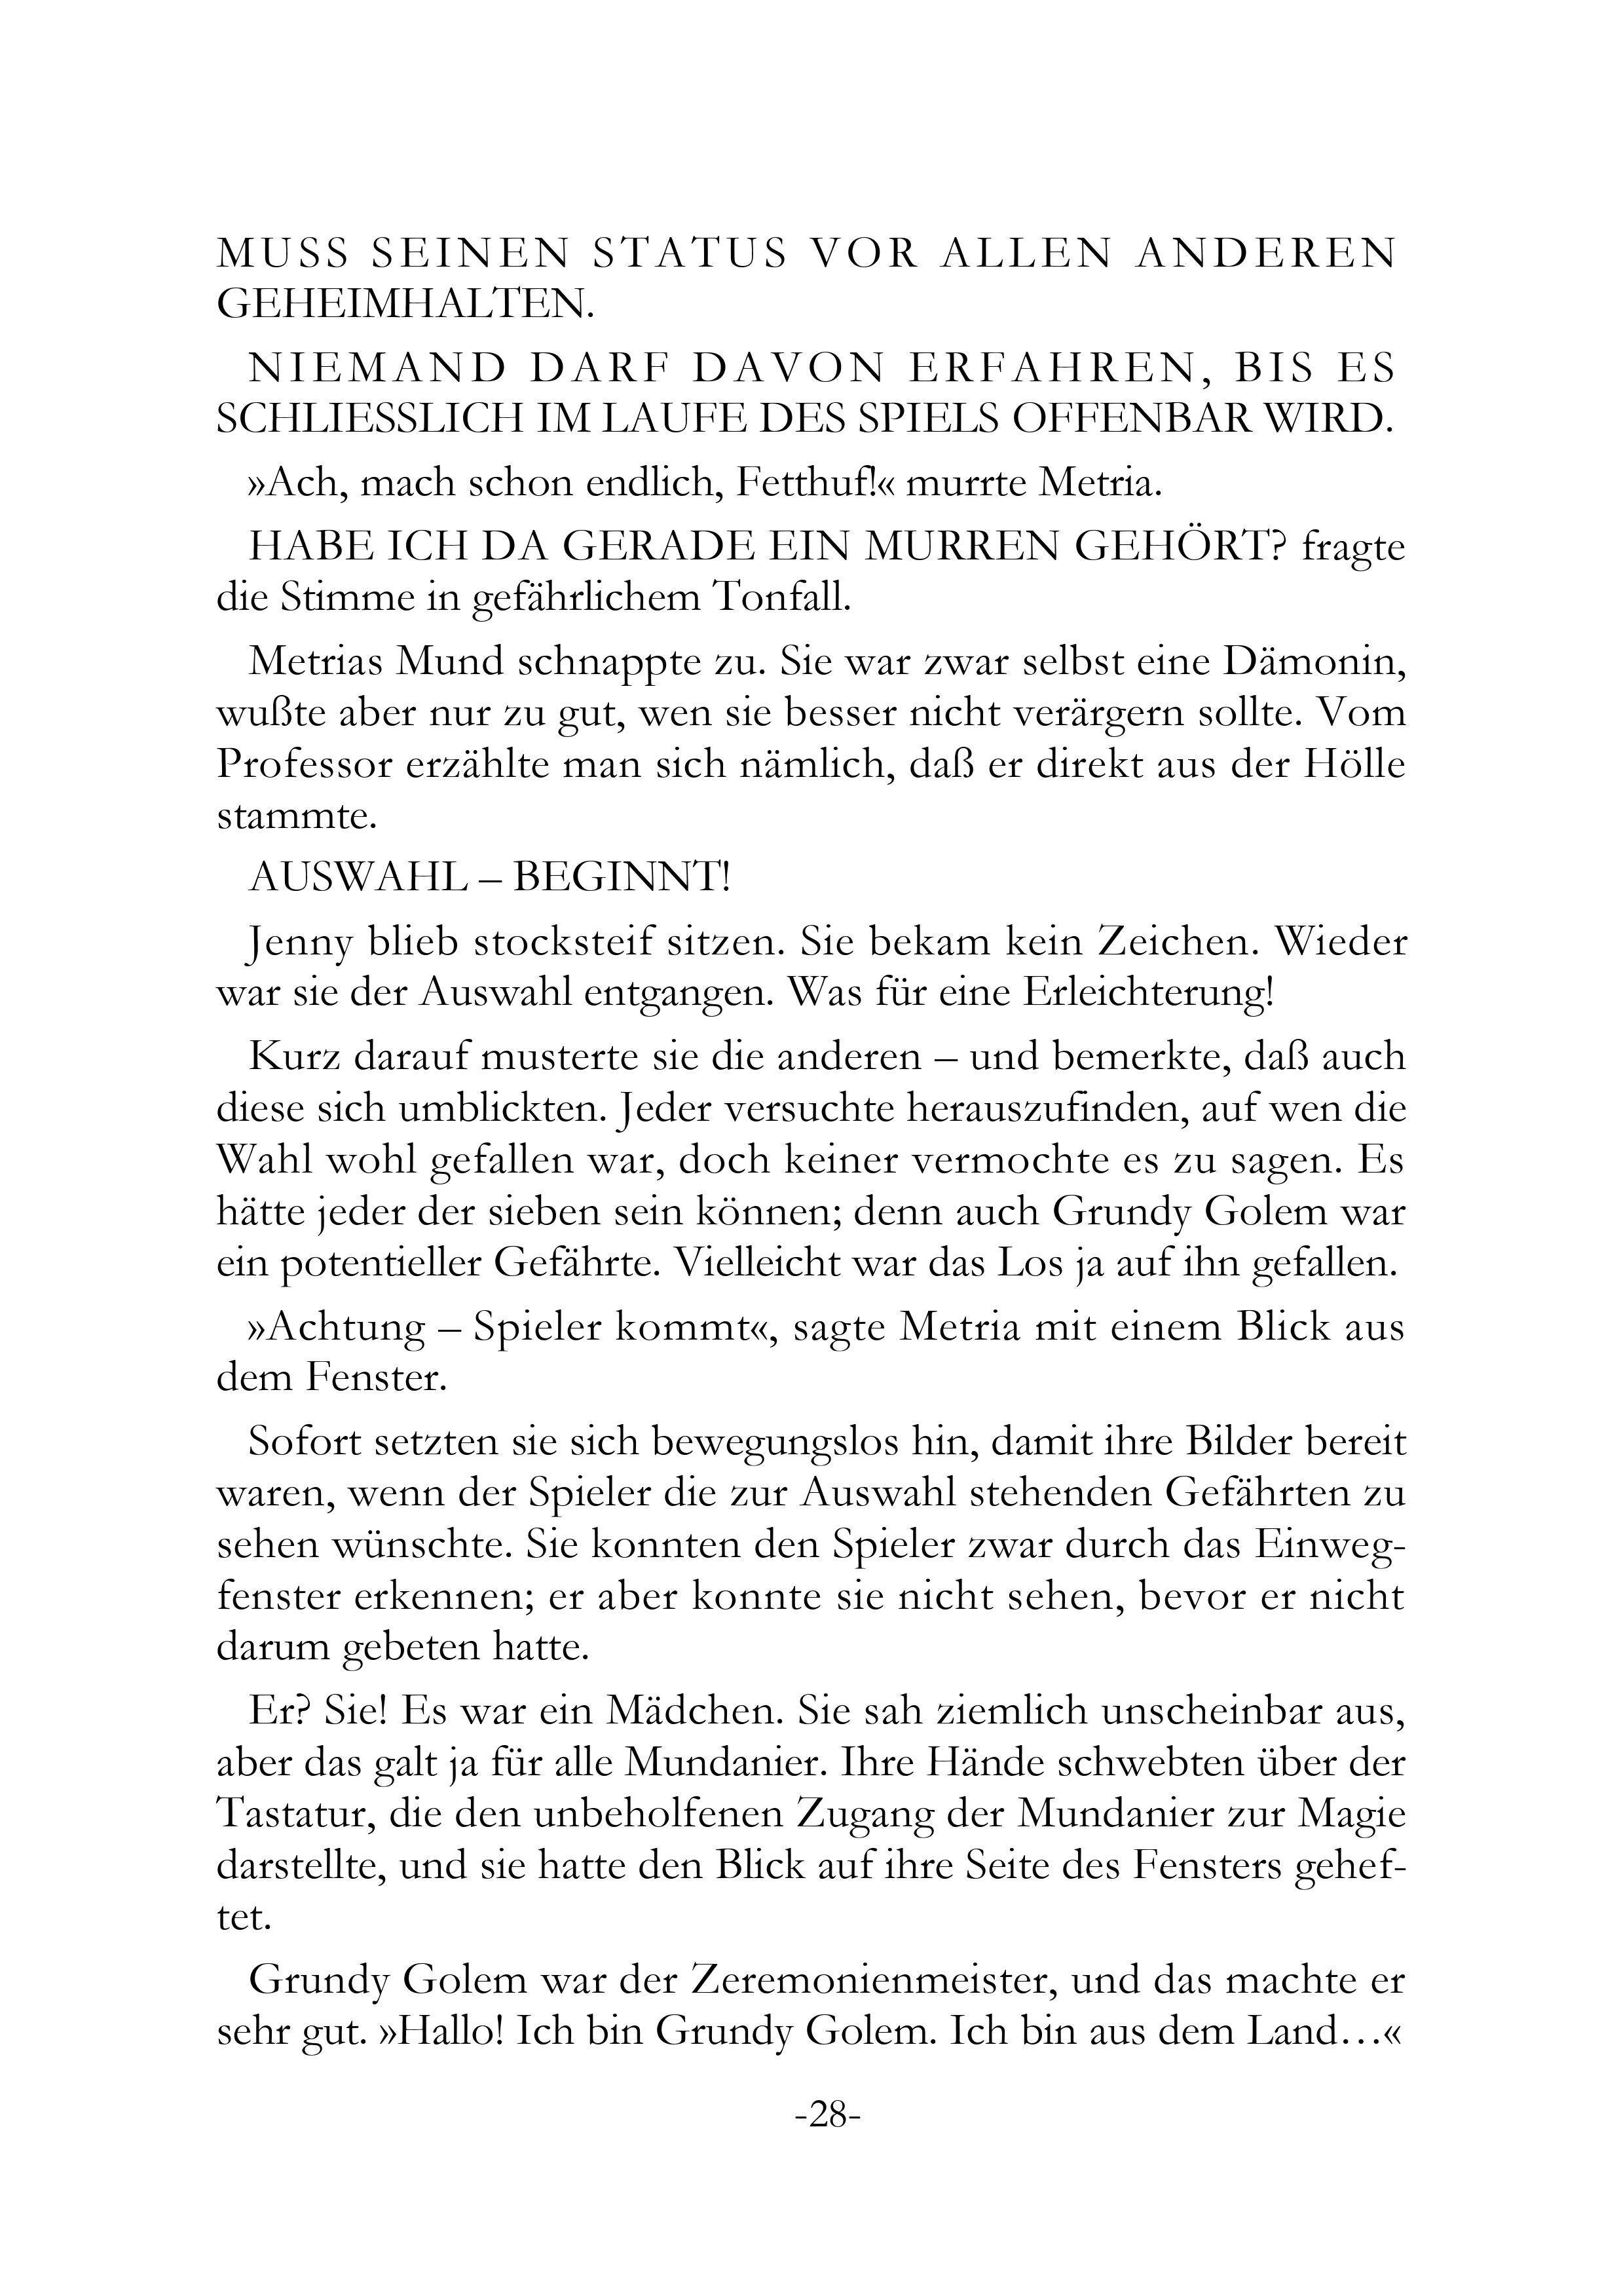 MUSS SEINEN STATUS VOR ALLEN ANDEREN
GEHEIMHALTEN.
NIEMAND DARF DAVON ERFAHREN, BIS ES
SCHLIESSLICH IM LAUFE DES SPIELS OFFENBAR WIRD.
»Ach, mach schon endlich, Fetthuf!« murrte Metria.
HABE ICH DA GERADE EIN MURREN GEHÖRT? fragte
die Stimme in gefährlichem Tonfall.
Metrias Mund schnappte zu. Sie war zwar selbst eine Dämonin,
wußte aber nur zu gut, wen sie besser nicht verärgern sollte. Vom
Professor erzählte man sich nämlich, daß er direkt aus der Hölle
stammte.
AUSWAHL – BEGINNT!
Jenny blieb stocksteif sitzen. Sie bekam kein Zeichen. Wieder
war sie der Auswahl entgangen. Was für eine Erleichterung!
Kurz darauf musterte sie die anderen – und bemerkte, daß auch
diese sich umblickten. Jeder versuchte herauszufinden, auf wen die
Wahl wohl gefallen war, doch keiner vermochte es zu sagen. Es
hätte jeder der sieben sein können; denn auch Grundy Golem war
ein potentieller Gefährte. Vielleicht war das Los ja auf ihn gefallen.
»Achtung – Spieler kommt«, sagte Metria mit einem Blick aus
dem Fenster.
Sofort setzten sie sich bewegungslos hin, damit ihre Bilder bereit
waren, wenn der Spieler die zur Auswahl stehenden Gefährten zu
sehen wünschte. Sie konnten den Spieler zwar durch das Einweg-
fenster erkennen; er aber konnte sie nicht sehen, bevor er nicht
darum gebeten hatte.
Er? Sie! Es war ein Mädchen. Sie sah ziemlich unscheinbar aus,
aber das galt ja für alle Mundanier. Ihre Hände schwebten über der
Tastatur, die den unbeholfenen Zugang der Mundanier zur Magie
darstellte, und sie hatte den Blick auf ihre Seite des Fensters gehef-
tet.
Grundy Golem war der Zeremonienmeister, und das machte er
sehr gut. »Hallo! Ich bin Grundy Golem. Ich bin aus dem Land…«
-28-